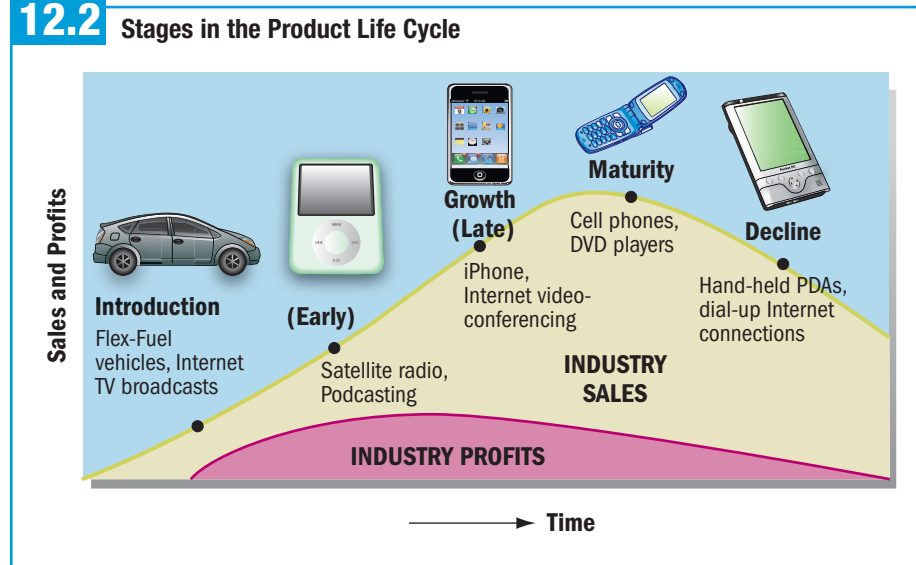 12.2 Stages in the Product Life Cycle
Sales and Profits
Introduction
Flex-Fuel
vehicles, Internet
TV broadcasts
(Early)
Satellite radio,
Podcasting
Growth
(Late)
iPhone,
Internet video-
conferencing
Maturity
Cell phones,
DVD players
Decline
Hand-held PDAs,
dial-up Internet
connections
INDUSTRY
SALES
INDUSTRY PROFITS
Time